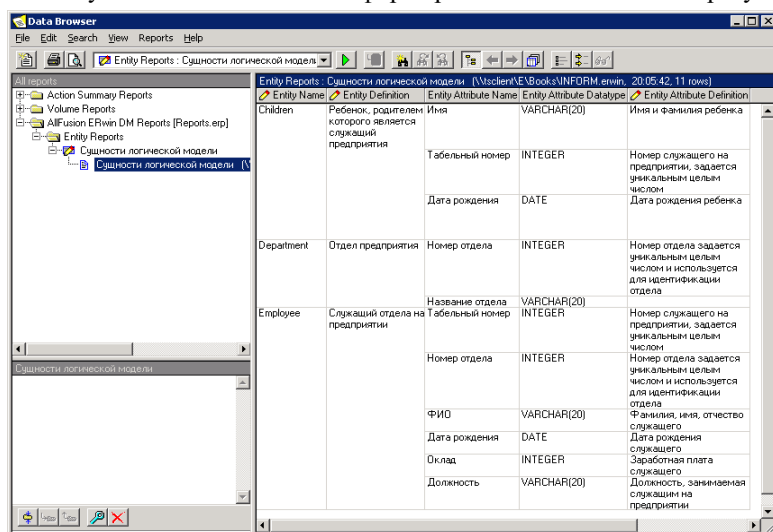 Data Browser
File Edit Search View Reports Help
Entity Reports : Сущности логической модел
All reports
Action Summary Reports
Volume Reports
AllFusion ERwin DM Reports [Reports.erp]
Entity Reports
Сущности логической модели
Сущности логической модели (\
Сущности логической модели
Entity Reports : Сущности логической модели (\\tsclient\E\Books\INFORM.erwin, 20:05:42, 11 rows)
Entity Name Entity Definition Entity Attribute Name Entity Attribute Datatype Entity Attribute Definition
Children Ребенок, родителем Имя VARCHAR(20) Имя и фамилия ребенка
которого является
служащий
предприятия
Табельный номер INTEGER Номер служащего на
предприятии, задается
уникальным целым
числом
Дата рождения DATE Дата рождения ребенка
Department Отдел предприятия Номер отдела INTEGER Номер отдела задается
уникальным целым
числом и используется
для идентификации
отдела
Название отдела VARCHAR(20)
Employee Служащий отдела на Табельный номер INTEGER Номер служащего на
предприятии предприятии, задается
уникальным целым
числом
Номер отдела INTEGER Номер отдела задается
уникальным целым
числом и используется
для идентификации
отдела
ФИО VARCHAR(20) Фамилия, имя, отчество
служащего
Дата рождения DATE Дата рождения
служащего
Оклад INTEGER Заработная плата
служащего
Должность VARCHAR(20) Должность, занимаемая
служащим на
предприятии